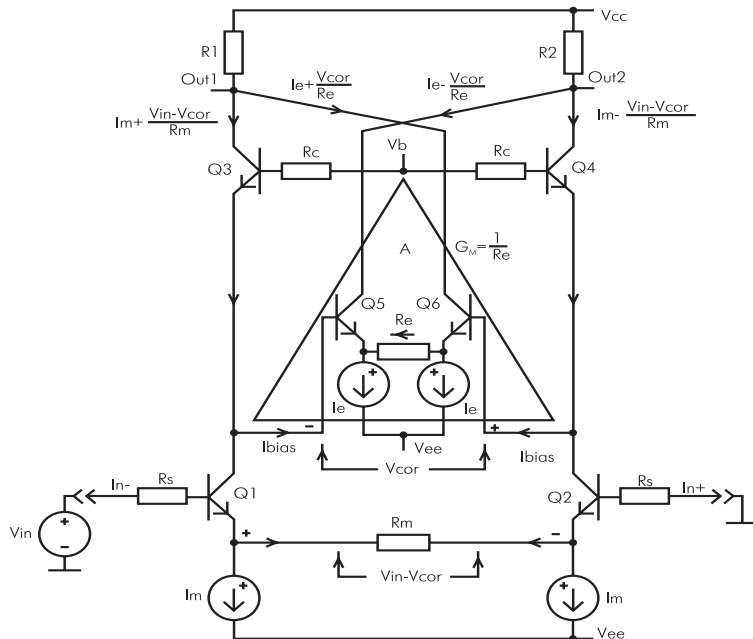 Vcc
R1
R2
Out1
Out2
Ie+ Vcor/Re
Ie- Vcor/Re
Im+ Vin-Vcor/Rm
Im- Vin-Vcor/Rm
Q3
Rc
Vb
Rc
Q4
A
GM= 1/Re
Q5
Q6
Re
+
+
Ie
Ie
-
+
Ibias
Vee
Ibias
Vcor
In-
Rs
Q1
Q2
Rs
In+
Vin
+
-
+
Rm
-
Vin-Vcor
Im
+
+
Im
Vee